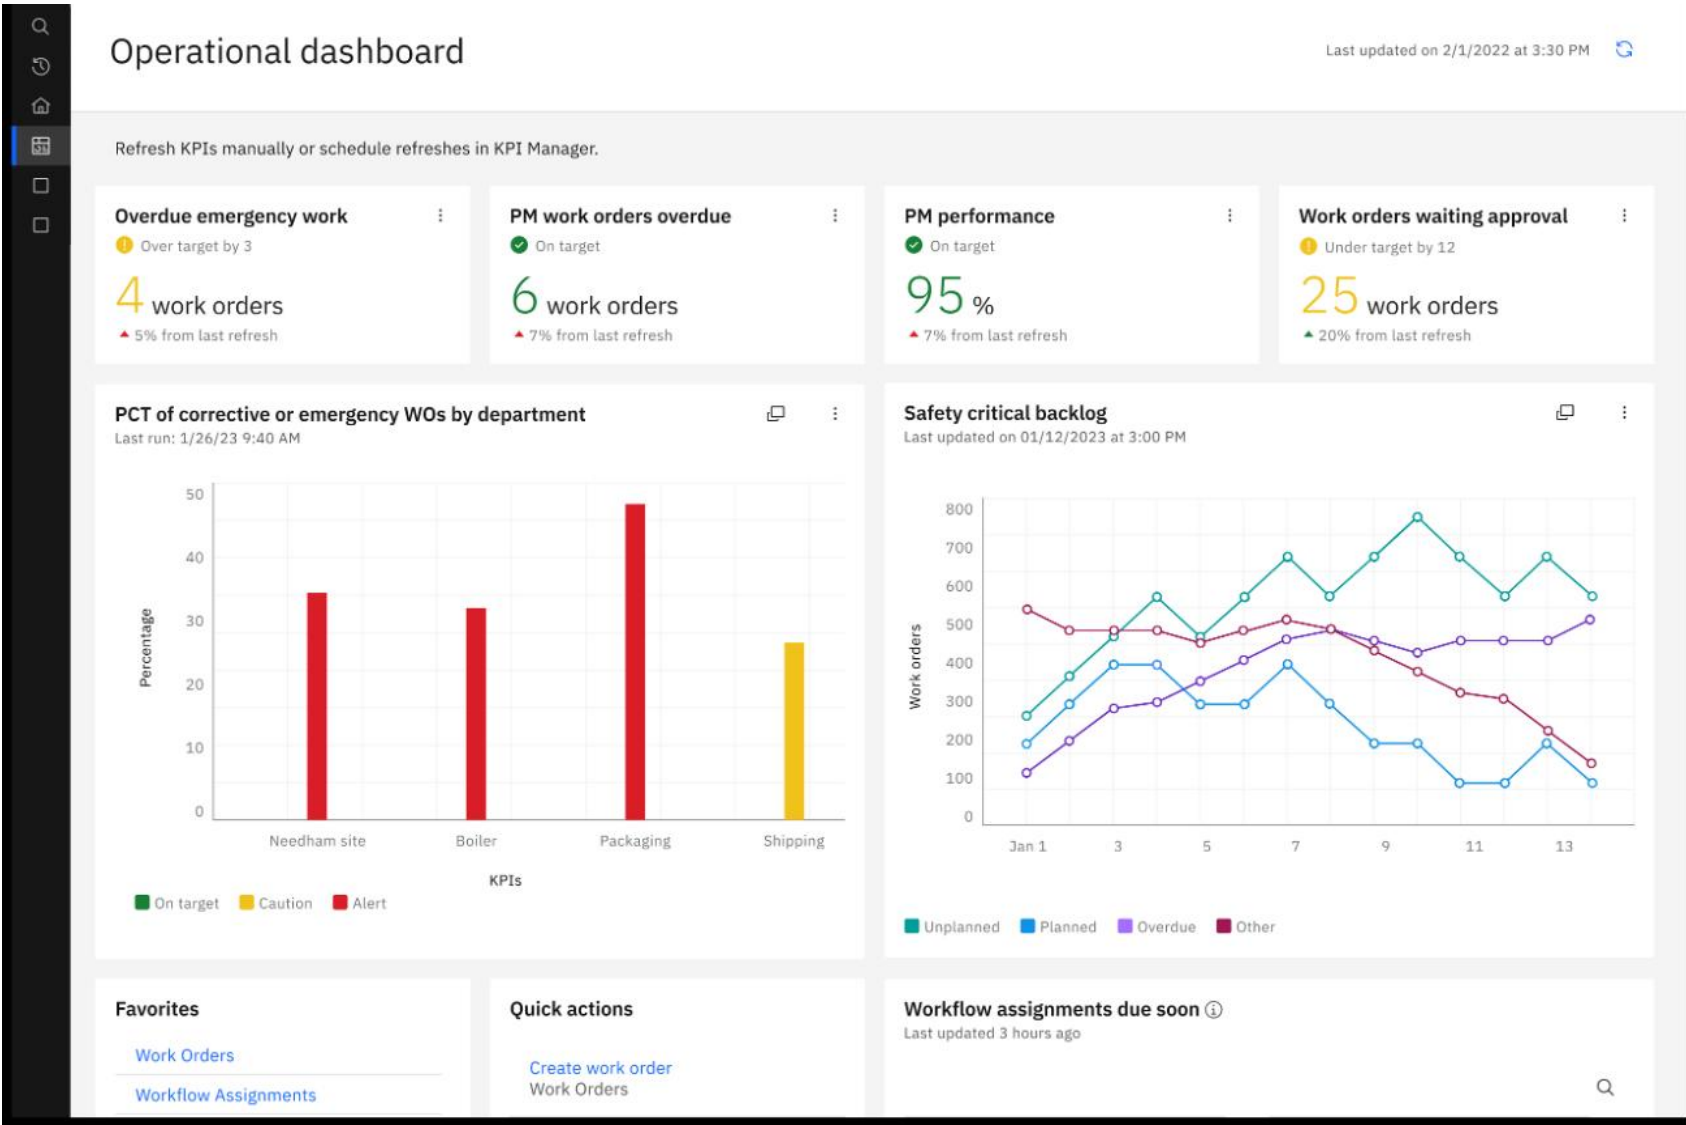 Operational dashboard
Last updated on 2/1/2022 at 3:30 PM
Refresh KPIs manually or schedule refreshes in KPI Manager.
Overdue emergency work
Over target by 3
4 work orders
5% from last refresh
PM work orders overdue
On target
6 work orders
7% from last refresh
PM performance
On target
95 %
7% from last refresh
Work orders waiting approval
Under target by 12
25 work orders
20% from last refresh
PCT of corrective or emergency WOs by department
Last run: 1/26/23 9:40 AM
50
40
30
20
10
0
Percentage
Needham site Boiler Packaging Shipping
KPIs
On target Caution Alert
Safety critical backlog
Last updated on 01/12/2023 at 3:00 PM
800
700
600
500
400
300
200
100
0
Work orders
Jan 1 3 5 7 9 11 13
Unplanned Planned Overdue Other
Favorites
Work Orders
Workflow Assignments
Quick actions
Create work order
Work Orders
Workflow assignments due soon
Last updated 3 hours ago